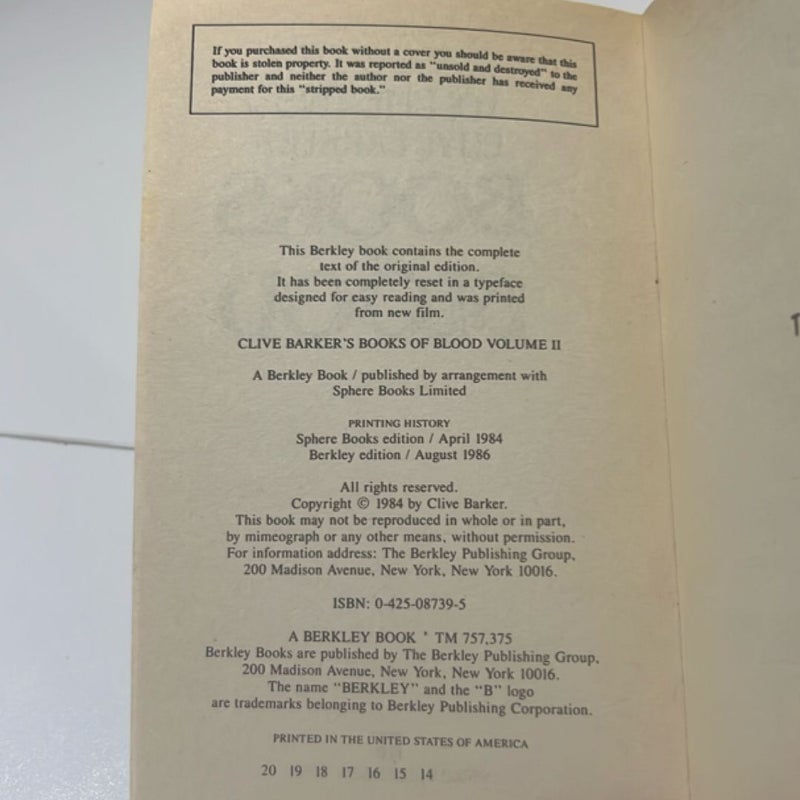 If you purchased this book without a cover you should be aware that this
book is stolen property. It was reported as "unsold and destroyed" to the
publisher and neither the author nor the publisher has received any
payment for this "stripped book."
This Berkley book contains the complete
text of the original edition.
It has been completely reset in a typeface
designed for easy reading and was printed
from new film.
CLIVE BARKER'S BOOKS OF BLOOD VOLUME II
A Berkley Book / published by arrangement with
Sphere Books Limited
PRINTING HISTORY
Sphere Books edition / April 1984
Berkley edition / August 1986
All rights reserved.
Copyright © 1984 by Clive Barker.
This book may not be reproduced in whole or in part,
by mimeograph or any other means, without permission.
For information address: The Berkley Publishing Group,
200 Madison Avenue, New York, New York 10016.
ISBN: 0-425-08739-5
A BERKLEY BOOK * TM 757,375
Berkley Books are published by The Berkley Publishing Group,
200 Madison Avenue, New York, New York 10016.
The name "BERKLEY" and the "B" logo
are trademarks belonging to Berkley Publishing Corporation.
PRINTED IN THE UNITED STATES OF AMERICA
20 19 18 17 16 15 14